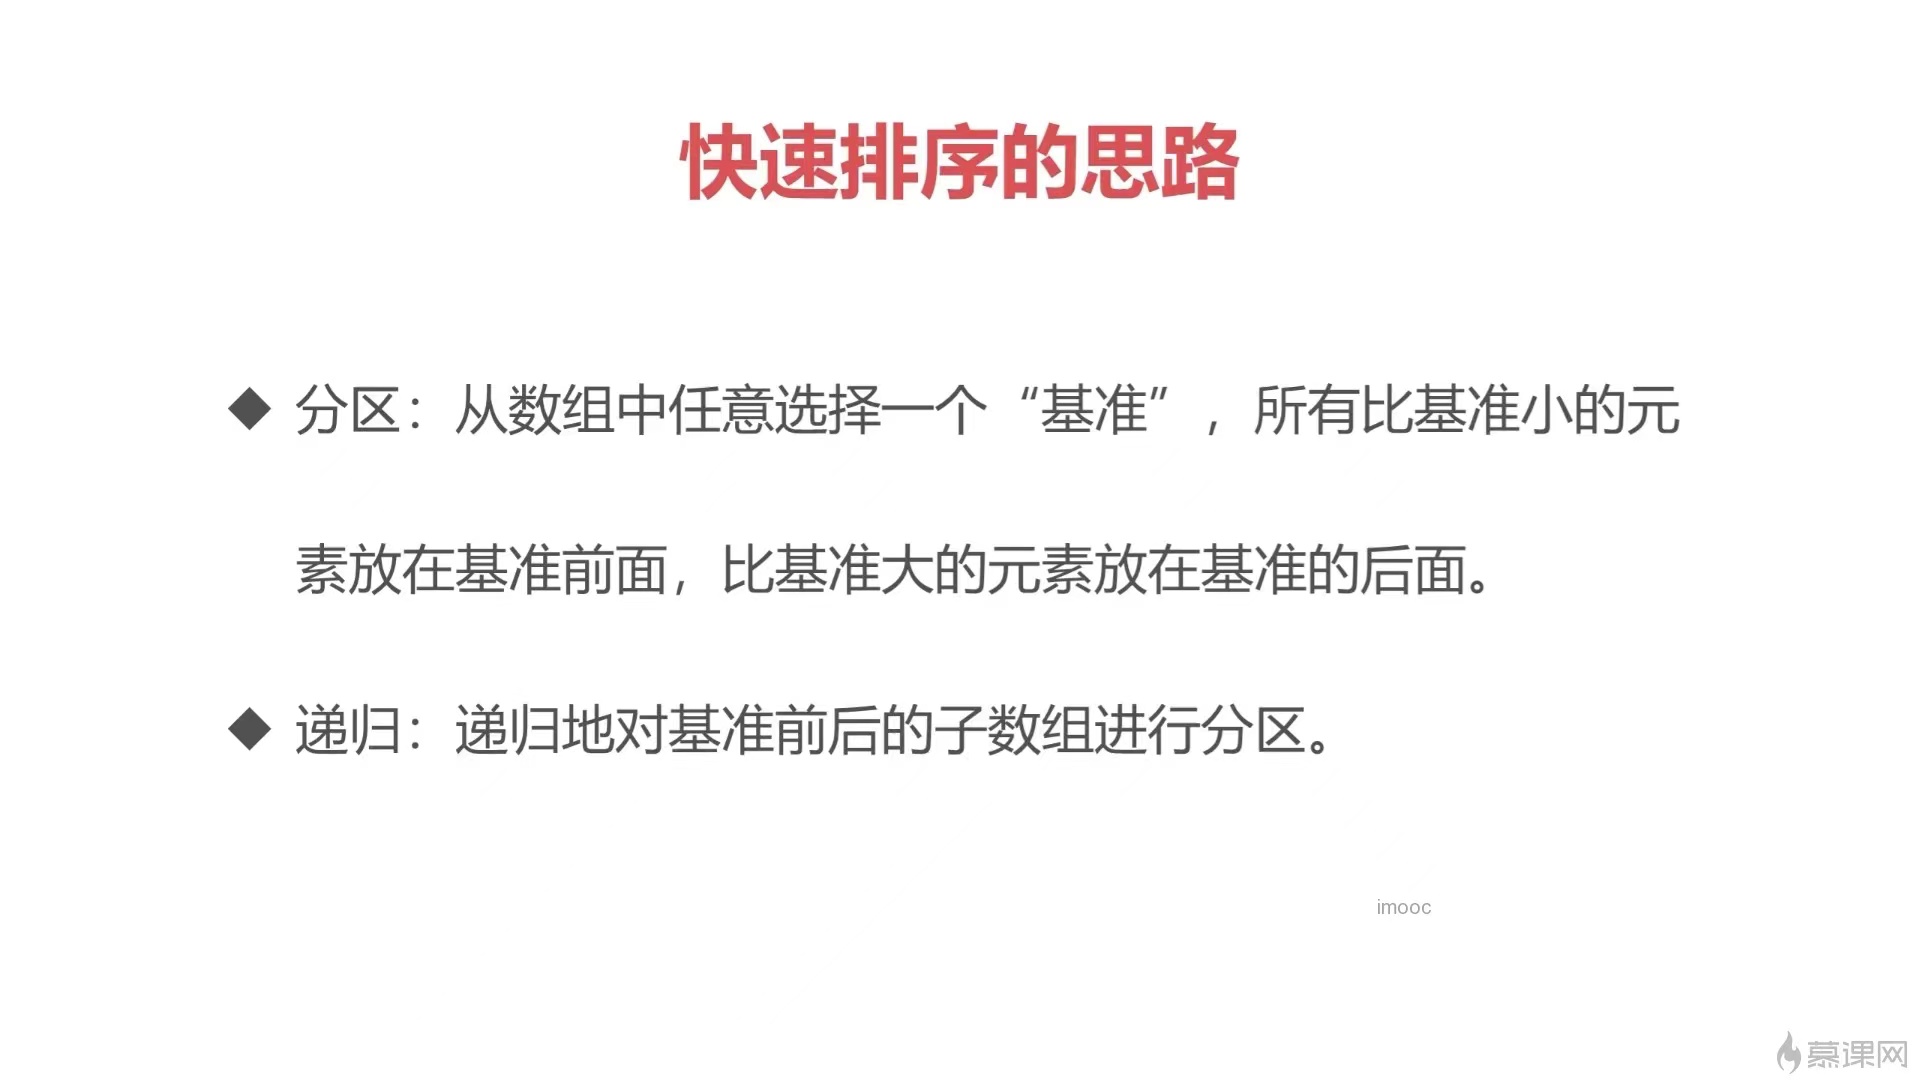 快速排序的思路
◆ 分区：从数组中任意选择一个“基准”，所有比基准小的元
素放在基准前面，比基准大的元素放在基准的后面。
◆ 递归：递归地对基准前后的子数组进行分区。
imooc
慕课网